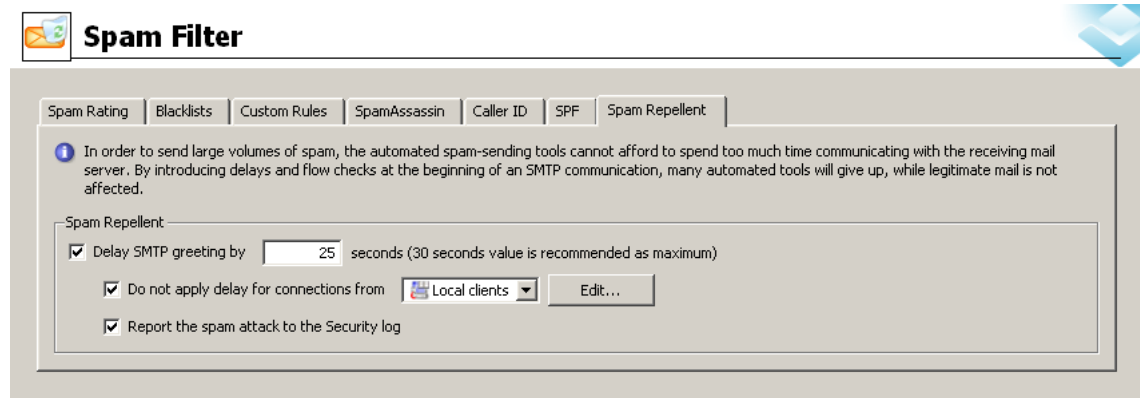 Spam Filter
Spam Rating Blacklists Custom Rules SpamAssassin Caller ID SPF Spam Repellent
In order to send large volumes of spam, the automated spam-sending tools cannot afford to spend too much time communicating with the receiving mail
server. By introducing delays and flow checks at the beginning of an SMTP communication, many automated tools will give up, while legitimate mail is not
affected.
Spam Repellent
Delay SMTP greeting by 25 seconds (30 seconds value is recommended as maximum)
Do not apply delay for connections from Local clients Edit...
Report the spam attack to the Security log